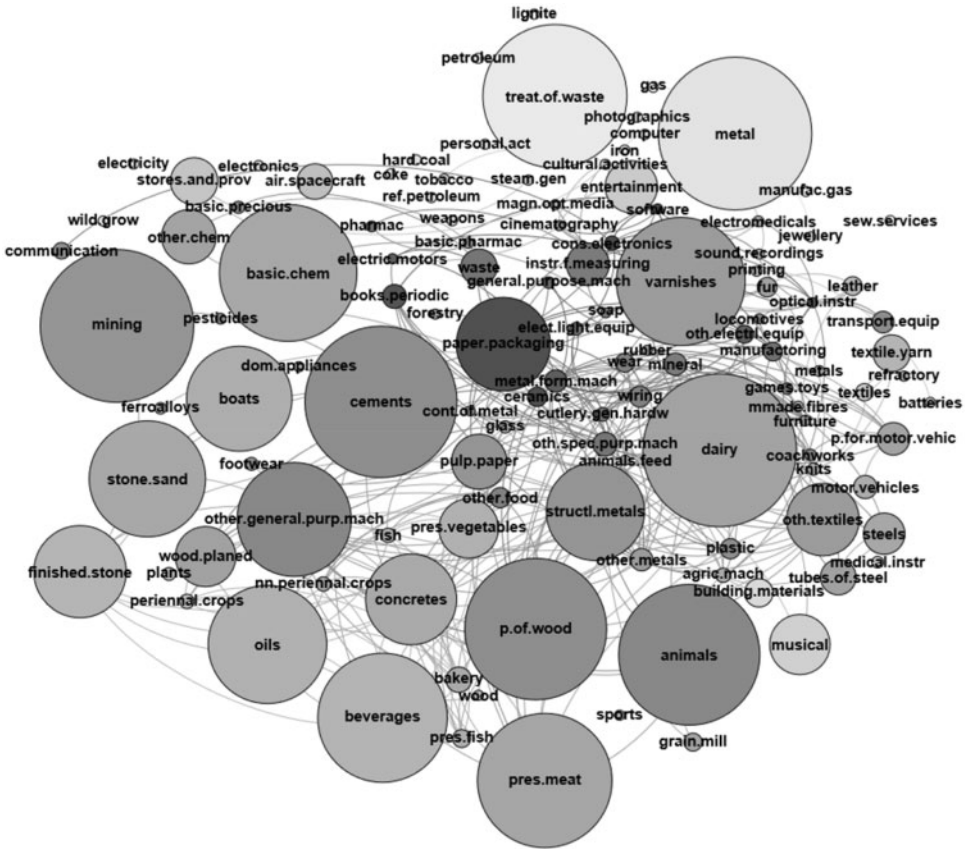 lignite
petroleum
treat.of.waste
gas
photographics
computer
metal
iron
personal.act
cultural.activities
hard.coal
electricity
electronics
stores.and.prov
air.spacecraft
coke
tobacco
steam.gen
entertainment
manufac.gas
ref.petroleum
basic.precious
magn.opt.media
software
wild.grow
weapons
cinematography
electromedicals
sew.services
pharmac
other.chem
jewellery
communication
basic.pharmac
cons.electronics
sound.recordings
electric.motors
waste
instr.f.measuring
printing
basic.chem
general.purpose.mach
varnishes
fur
leather
books.periodic
optical.instr
forestry
soap
mining
pesticides
locomotives
transport.equip
elect.light.equip
oth.electrl.equip
paper.packaging
rubber
manufactoring
textile.yarn
dom.appliances
wear
mineral
metals
refractory
metal.form.mach
games.toys
boats
ceramics
wiring
textiles
cements
batteries
ferroalloys
cont.of.metal
cutlery.gen.hardw
mmade.fibres
glass
furniture
oth.spec.purp.mach
p.for.motor.vehic
dairy
coachworks
footwear
pulp.paper
animals.feed
knits
stone.sand
motor.vehicles
other.food
structl.metals
other.general.purp.mach
pres.vegetables
oth.textiles
fish
steels
plastic
wood.planed
other.metals
medical.instr
finished.stone
plants
agric.mach
tubes.of.steel
nn.periennal.crops
building.materials
periennal.crops
concretes
p.of.wood
oils
musical
animals
bakery
wood
beverages
sports
pres.fish
grain.mill
pres.meat